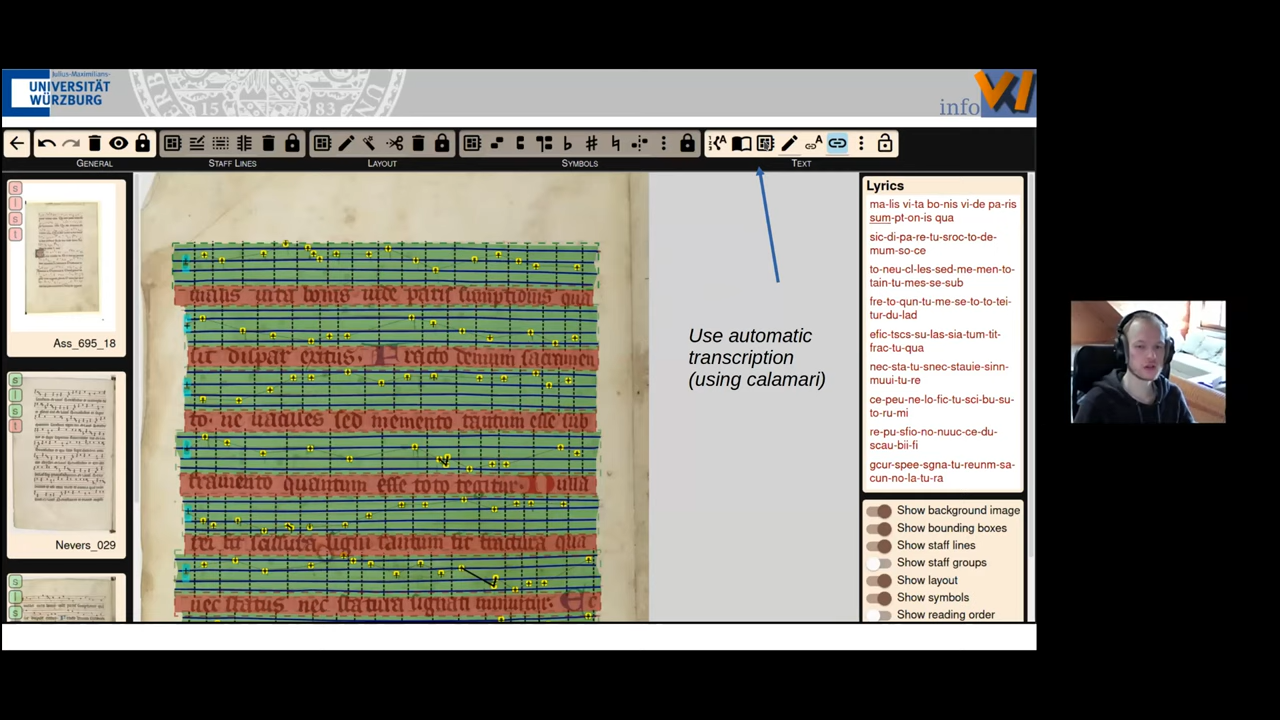 Julius-Maximilians-
UNIVERSITÄT
WÜRZBURG
15 83
info
GENERAL
STAFF LINES
LAYOUT
SYMBOLS
TEXT
s
l
s
t
Ass_695_18
s
l
s
t
Nevers_029
s
l
s
Use automatic
transcription
(using calamari)
Lyrics
ma-lis vi-ta bo-nis vi-de pa-ris
sum-pt-on-is qua
sic-di-pa-re-tu-sroc-to-de-
mum-so-ce
to-neu-cl-les-sed-me-men-to-
tain-tu-mes-se-sub
fre-to-qun-tu-me-se-to-to-tei-
tur-du-lad
efic-tscs-su-las-sia-tum-tit-
frac-tu-qua
nec-sta-tu-snec-stauie-sinn-
muui-tu-re
ce-peu-ne-lo-fic-tu-sci-bu-su-
to-ru-mi
re-pu-sfio-no-nuuc-ce-du-
scau-bii-fi
gcur-spee-sgna-tu-reunm-sa-
cun-no-la-tu-ra
Show background image
Show bounding boxes
Show staff lines
Show staff groups
Show layout
Show symbols
Show reading order